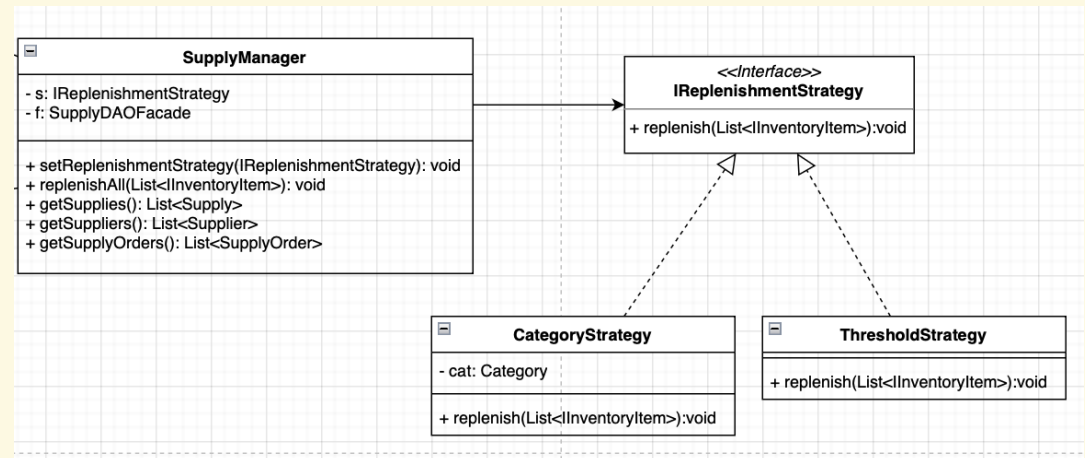 SupplyManager
- s: IReplenishmentStrategy
- f: SupplyDAOFacade
+ setReplenishmentStrategy(IReplenishmentStrategy): void
+ replenishAll(List<IInventoryItem>): void
+ getSupplies(): List<Supply>
+ getSuppliers(): List<Supplier>
+ getSupplyOrders(): List<SupplyOrder>
<<Interface>>
IReplenishmentStrategy
+ replenish(List<IInventoryItem>):void
CategoryStrategy
- cat: Category
+ replenish(List<IInventoryItem>):void
ThresholdStrategy
+ replenish(List<IInventoryItem>):void